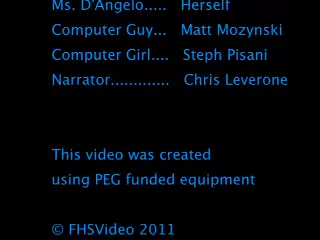 Ms. D'Angelo..... Herself
Computer Guy... Matt Mozynski
Computer Girl.... Steph Pisani
Narrator............. Chris Leverone
This video was created
using PEG funded equipment
© FHSVideo 2011